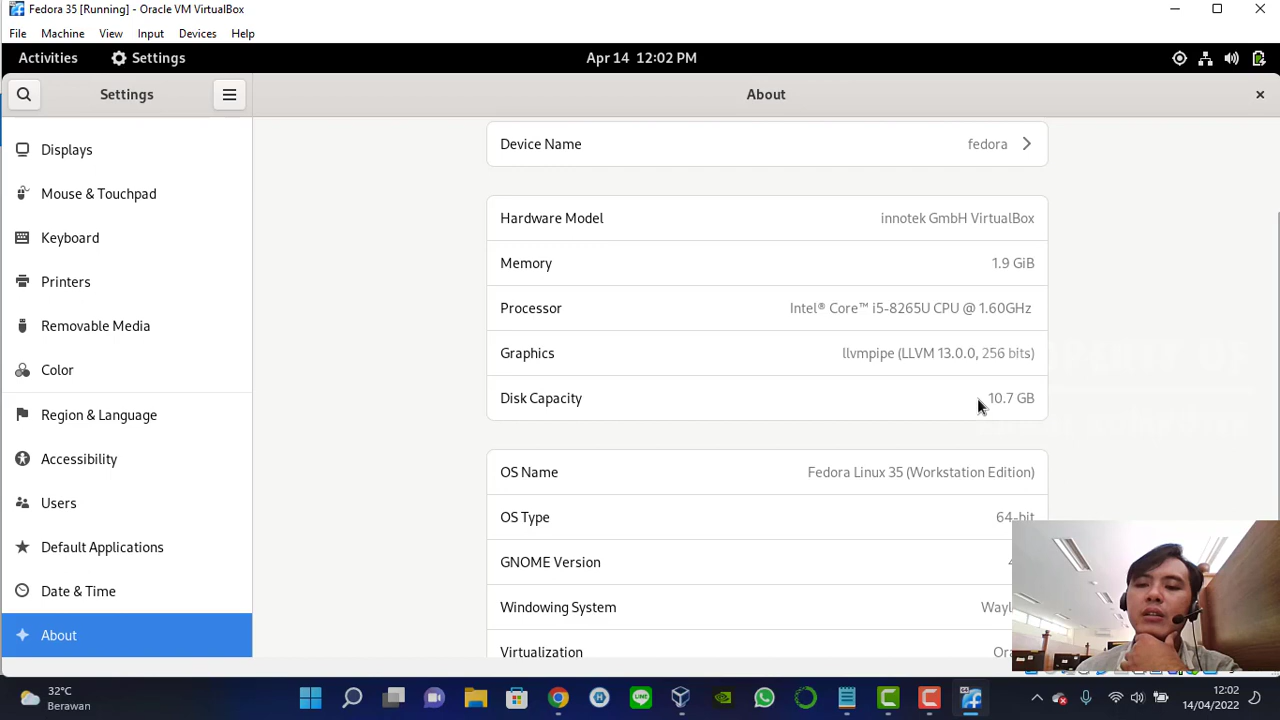 Fedora 35 [Running] - Oracle VM VirtualBox
File Machine View Input Devices Help
Activities Settings Apr 14 12:02 PM
Settings About
Displays
Mouse & Touchpad
Keyboard
Printers
Removable Media
Color
Region & Language
Accessibility
Users
Default Applications
Date & Time
About
Device Name fedora
Hardware Model innotek GmbH VirtualBox
Memory 1.9 GiB
Processor Intel® Core™ i5-8265U CPU @ 1.60GHz
Graphics llvmpipe (LLVM 13.0.0, 256 bits)
Disk Capacity 10.7 GB
OS Name Fedora Linux 35 (Workstation Edition)
OS Type 64-bit
GNOME Version
Windowing System Wayl
Virtualization Ora
32°C
Berawan
12:02
14/04/2022